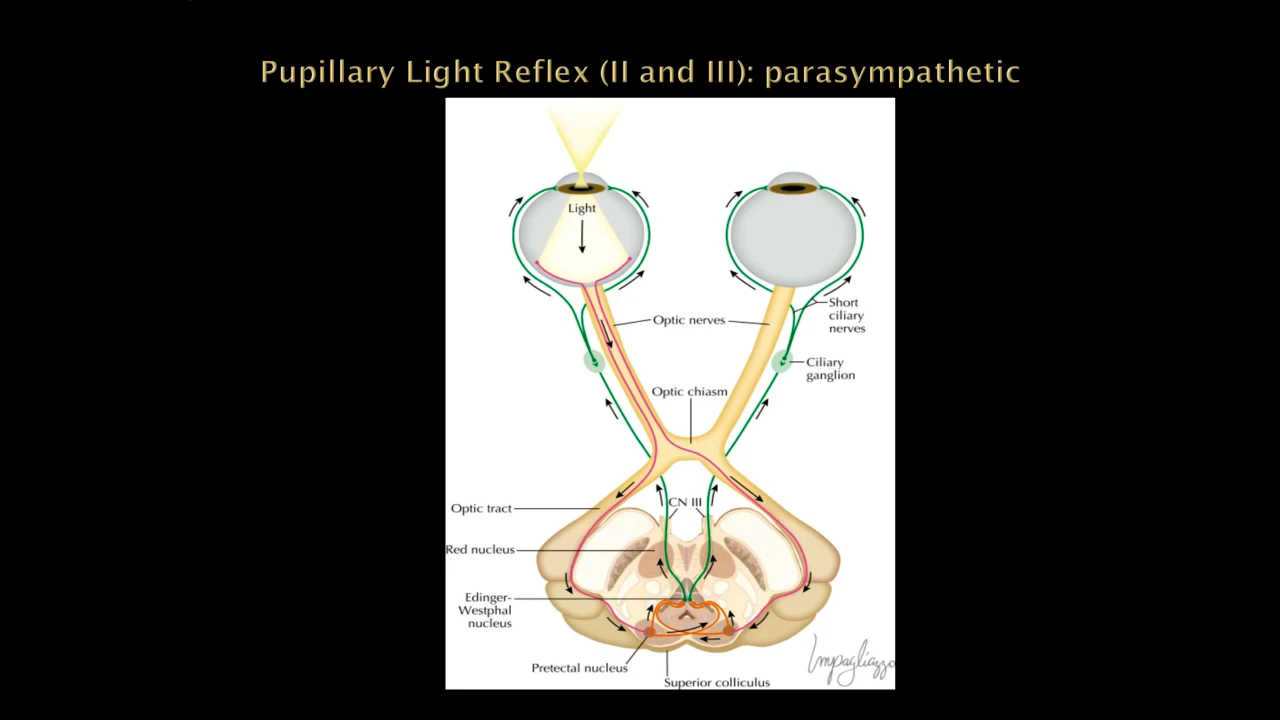 Pupillary Light Reflex (II and III): parasympathetic
Light
Optic nerves
Short
ciliary
nerves
Ciliary
ganglion
Optic chiasm
CN III
Optic tract
Red nucleus
Edinger-
Westphal
nucleus
Pretectal nucleus
Superior colliculus
Impagliazzo